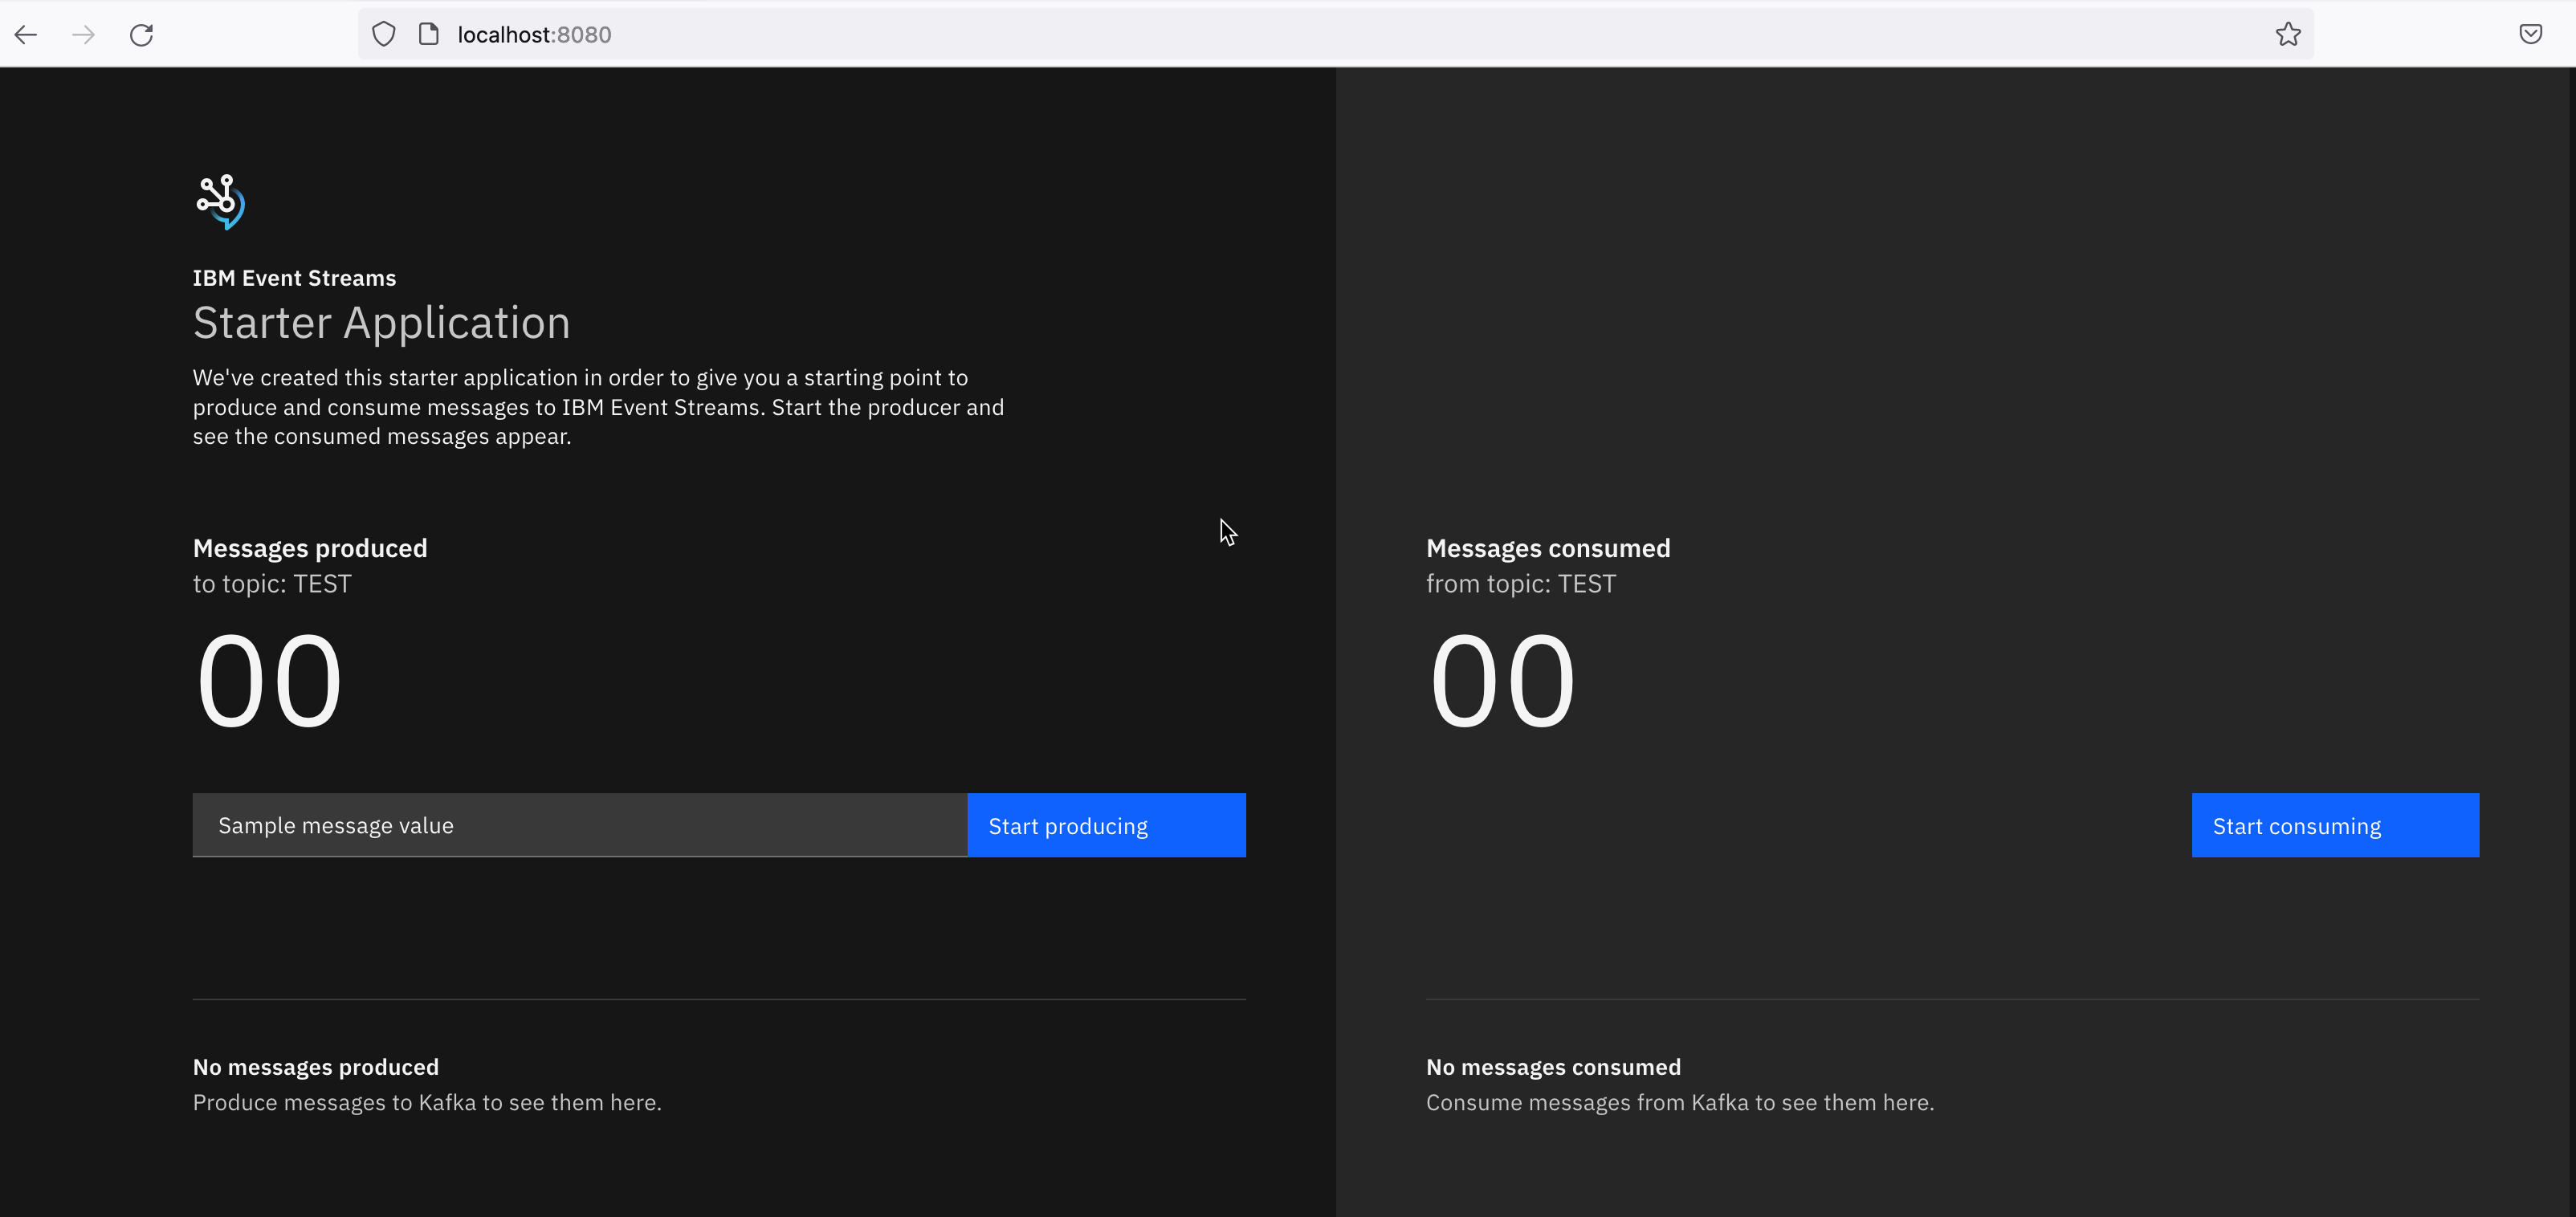 localhost:8080
IBM Event Streams
Starter Application
We've created this starter application in order to give you a starting point to
produce and consume messages to IBM Event Streams. Start the producer and
see the consumed messages appear.
Messages produced
to topic: TEST
00
Sample message value
Start producing
No messages produced
Produce messages to Kafka to see them here.
Messages consumed
from topic: TEST
00
Start consuming
No messages consumed
Consume messages from Kafka to see them here.